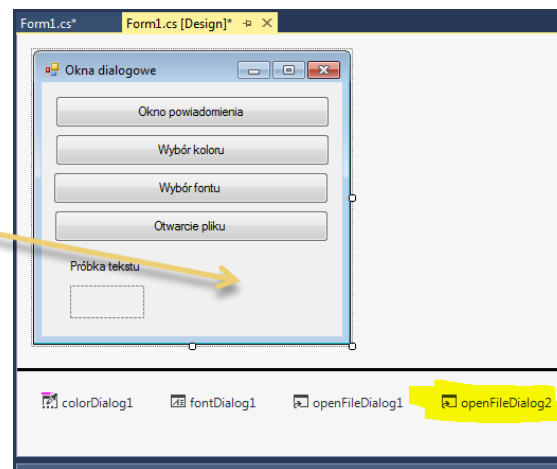 Form1.cs*
Form1.cs [Design]*
Okna dialogowe
Okno powiadomienia
Wybór koloru
Wybór fontu
Otwarcie pliku
Próbka tekstu
colorDialog1
fontDialog1
openFileDialog1
openFileDialog2